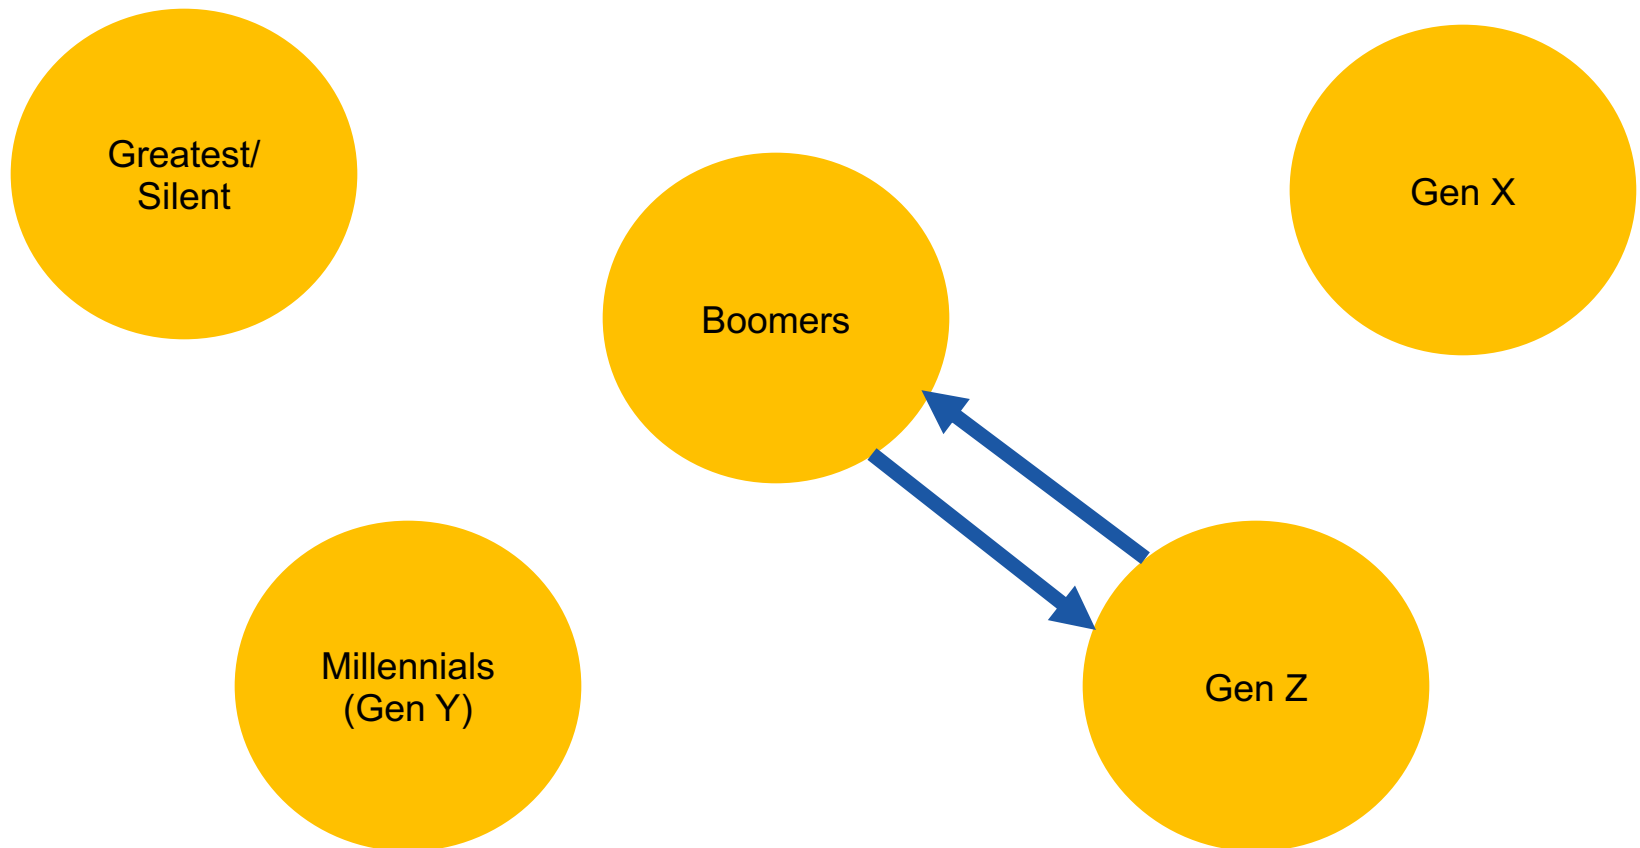 Greatest/
Silent
Gen X
Boomers
Millennials
(Gen Y)
Gen Z